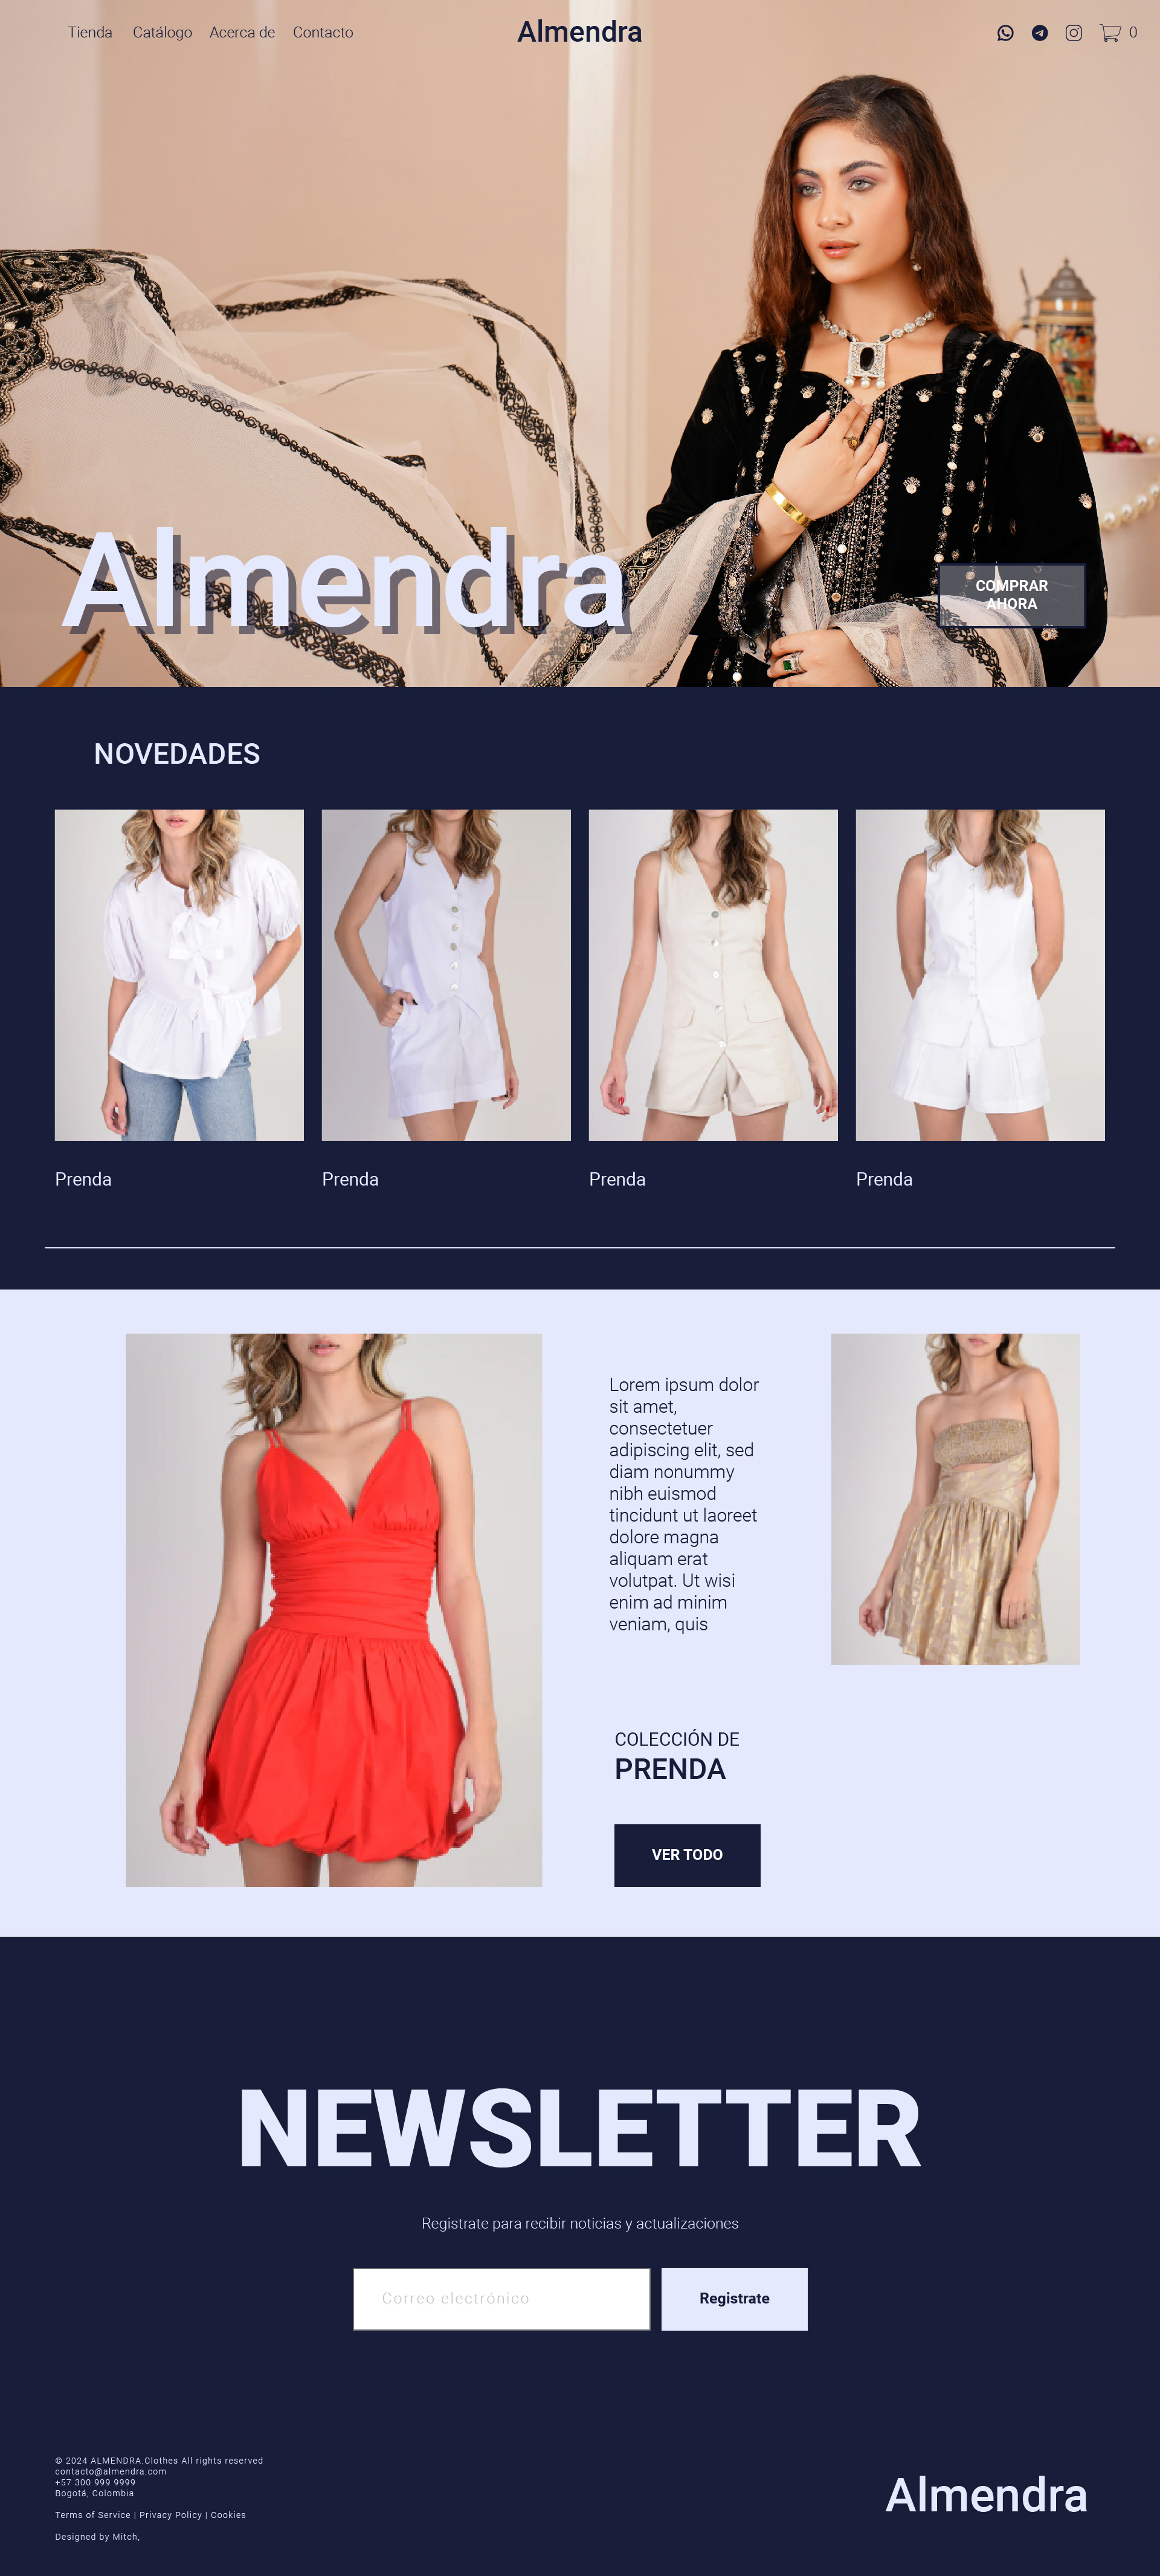 Tienda Catálogo Acerca de Contacto
Almendra
0
Almendra
COMPRAR
AHORA
NOVEDADES
Prenda
Prenda
Prenda
Prenda
Lorem ipsum dolor
sit amet,
consectetuer
adipiscing elit, sed
diam nonummy
nibh euismod
tincidunt ut laoreet
dolore magna
aliquam erat
volutpat. Ut wisi
enim ad minim
veniam, quis
COLECCIÓN DE
PRENDA
VER TODO
NEWSLETTER
Registrate para recibir noticias y actualizaciones
Correo electrónico
Registrate
© 2024 ALMENDRA.Clothes All rights reserved
contacto@almendra.com
+57 300 999 9999
Bogotá, Colombia
Terms of Service | Privacy Policy | Cookies
Designed by Mitch,
Almendra